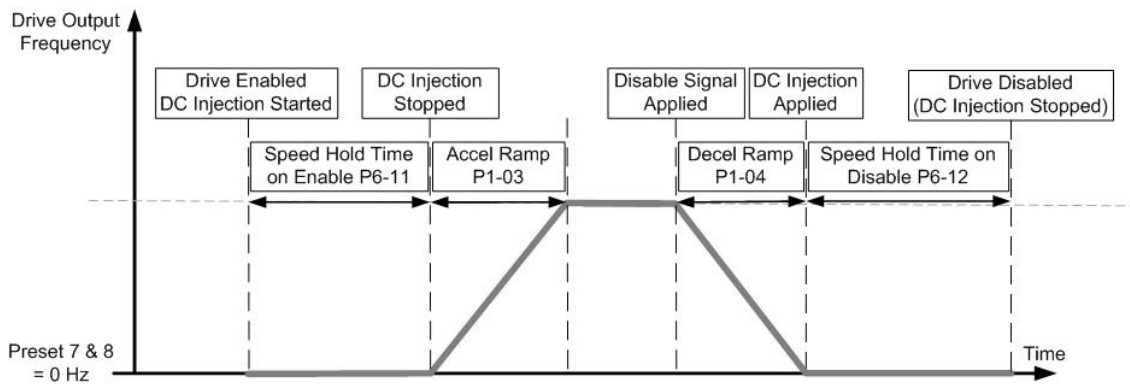 Drive Output
Frequency
Drive Enabled
DC Injection Started
DC Injection
Stopped
Disable Signal
Applied
DC Injection
Applied
Drive Disabled
(DC Injection Stopped)
Speed Hold Time
on Enable P6-11
Accel Ramp
P1-03
Decel Ramp
P1-04
Speed Hold Time on
Disable P6-12
Preset 7 & 8
= 0 Hz
Time